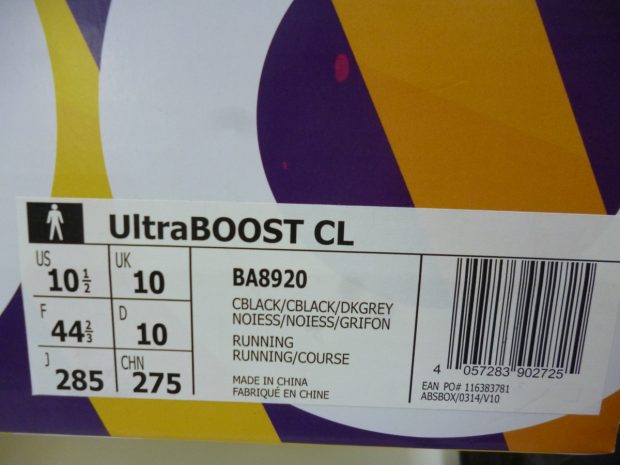 UltraBOOST CL
US 10 1/2
UK 10
F 44 2/3
D 10
J 285
CHN 275
BA8920
CBLACK/CBLACK/DKGREY
NOIESS/NOIESS/GRIFON
RUNNING
RUNNING/COURSE
MADE IN CHINA
FABRIQUÉ EN CHINE
4 057283 902725
EAN PO# 116383781
ABSBOX/0314/V10